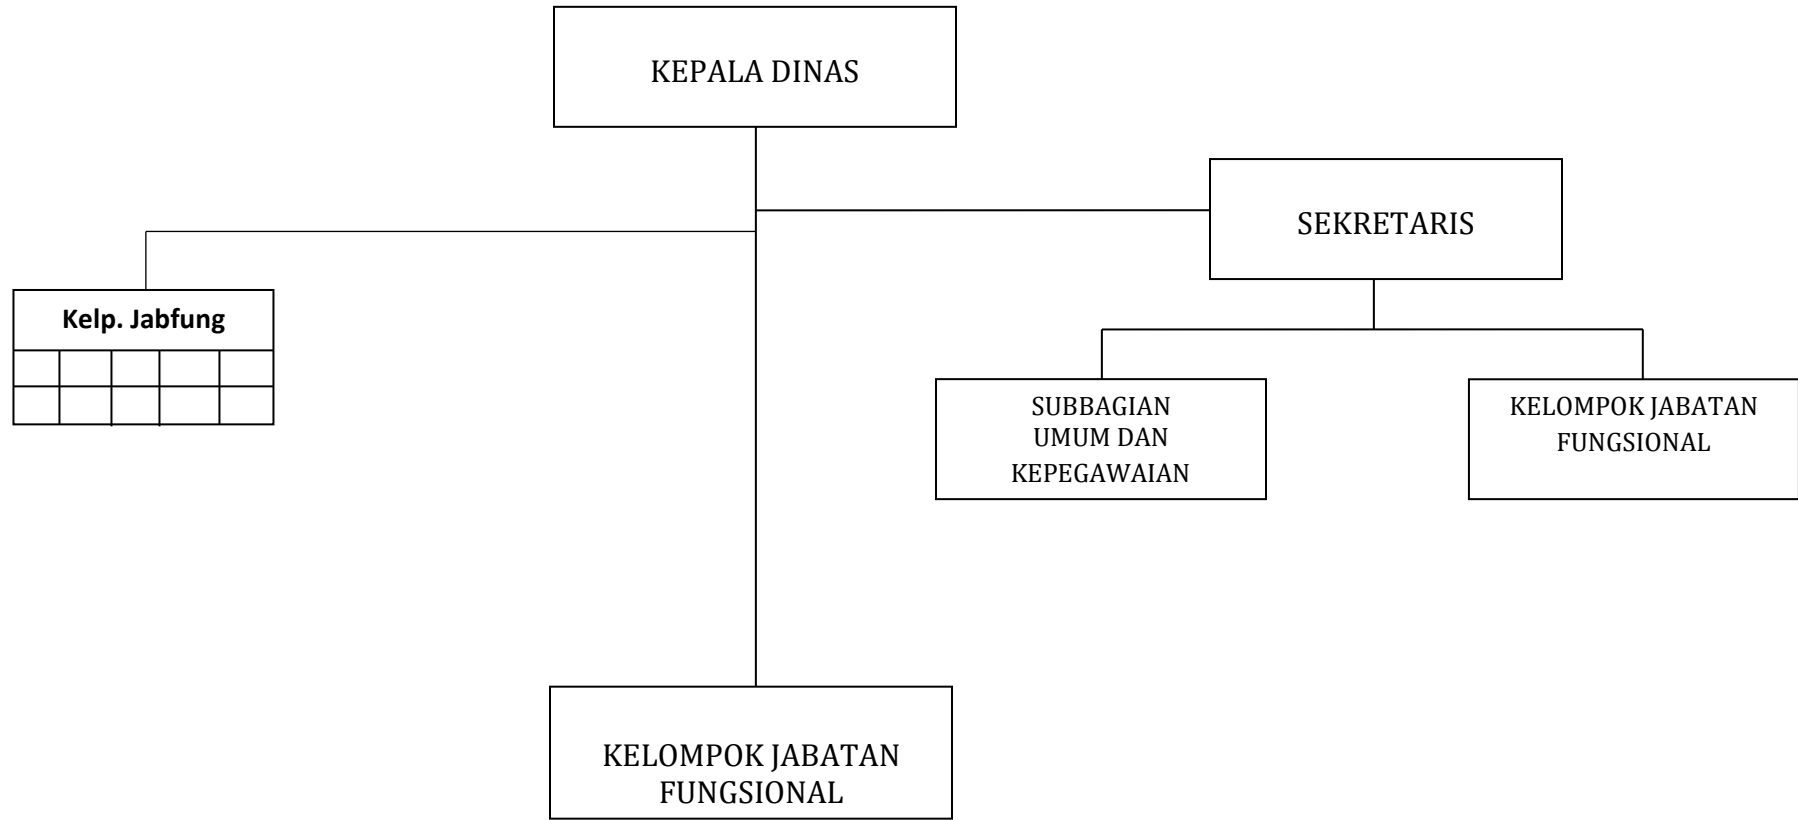 KEPALA DINAS
SEKRETARIS
Kelp. Jabfung
SUBBAGIAN
UMUM DAN
KEPEGAWAIAN
KELOMPOK JABATAN
FUNGSIONAL
KELOMPOK JABATAN
FUNGSIONAL